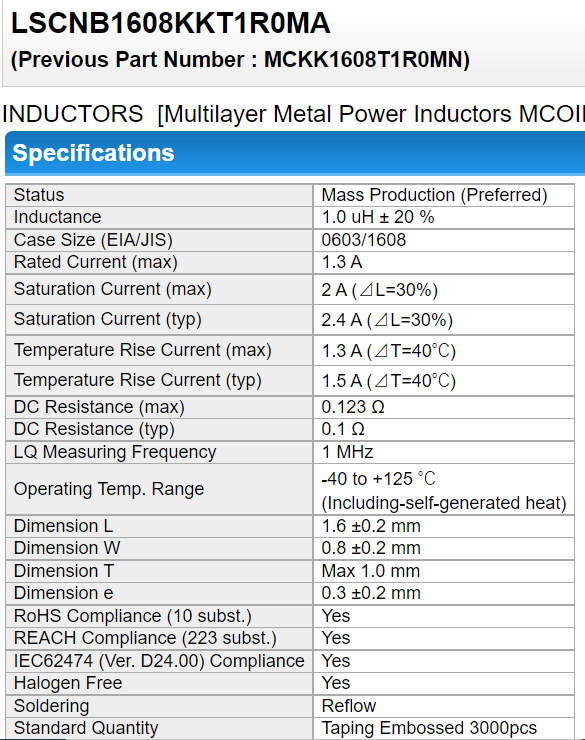 LSCNB1608KKT1R0MA
(Previous Part Number : MCKK1608T1R0MN)
INDUCTORS [Multilayer Metal Power Inductors MCOI
Specifications
Status Mass Production (Preferred)
Inductance 1.0 uH ± 20 %
Case Size (EIA/JIS) 0603/1608
Rated Current (max) 1.3 A
Saturation Current (max) 2 A (⊿L=30%)
Saturation Current (typ) 2.4 A (⊿L=30%)
Temperature Rise Current (max) 1.3 A (⊿T=40℃)
Temperature Rise Current (typ) 1.5 A (⊿T=40℃)
DC Resistance (max) 0.123 Ω
DC Resistance (typ) 0.1 Ω
LQ Measuring Frequency 1 MHz
Operating Temp. Range -40 to +125 ℃
(Including-self-generated heat)
Dimension L 1.6 ±0.2 mm
Dimension W 0.8 ±0.2 mm
Dimension T Max 1.0 mm
Dimension e 0.3 ±0.2 mm
RoHS Compliance (10 subst.) Yes
REACH Compliance (223 subst.) Yes
IEC62474 (Ver. D24.00) Compliance Yes
Halogen Free Yes
Soldering Reflow
Standard Quantity Taping Embossed 3000pcs